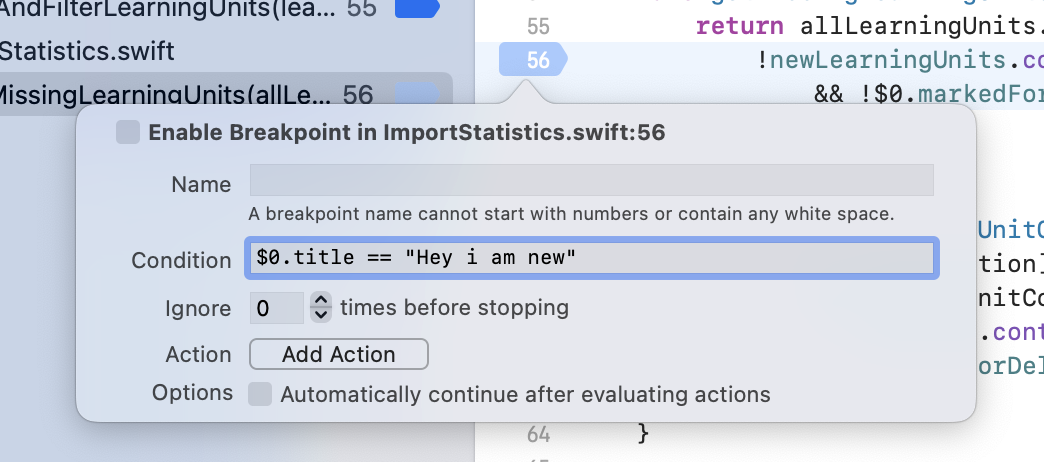 AndFilterLearningUnits(lea... 55
55 return allLearningUnits.
Statistics.swift
56 !newLearningUnits.co
MissingLearningUnits(allLe... 56
&& !$0.markedFor
Enable Breakpoint in ImportStatistics.swift:56
Name
A breakpoint name cannot start with numbers or contain any white space.
UnitC
Condition $0.title == "Hey i am new"
tion]
Ignore 0 times before stopping
nitCo
.cont
Action Add Action
orDel
Options Automatically continue after evaluating actions
64 }